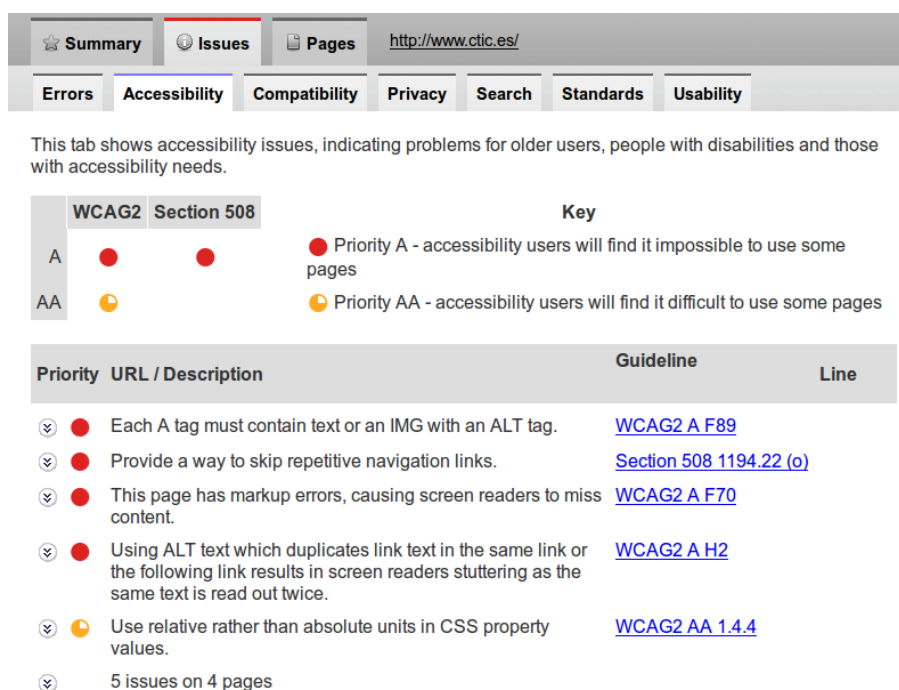 Summary Issues Pages http://www.ctic.es/
Errors Accessibility Compatibility Privacy Search Standards Usability
This tab shows accessibility issues, indicating problems for older users, people with disabilities and those
with accessibility needs.
WCAG2 Section 508 Key
A Priority A - accessibility users will find it impossible to use some
pages
AA Priority AA - accessibility users will find it difficult to use some pages
Priority URL / Description Guideline Line
Each A tag must contain text or an IMG with an ALT tag. WCAG2 A F89
Provide a way to skip repetitive navigation links. Section 508 1194.22 (o)
This page has markup errors, causing screen readers to miss WCAG2 A F70
content.
Using ALT text which duplicates link text in the same link or WCAG2 A H2
the following link results in screen readers stuttering as the
same text is read out twice.
Use relative rather than absolute units in CSS property WCAG2 AA 1.4.4
values.
5 issues on 4 pages